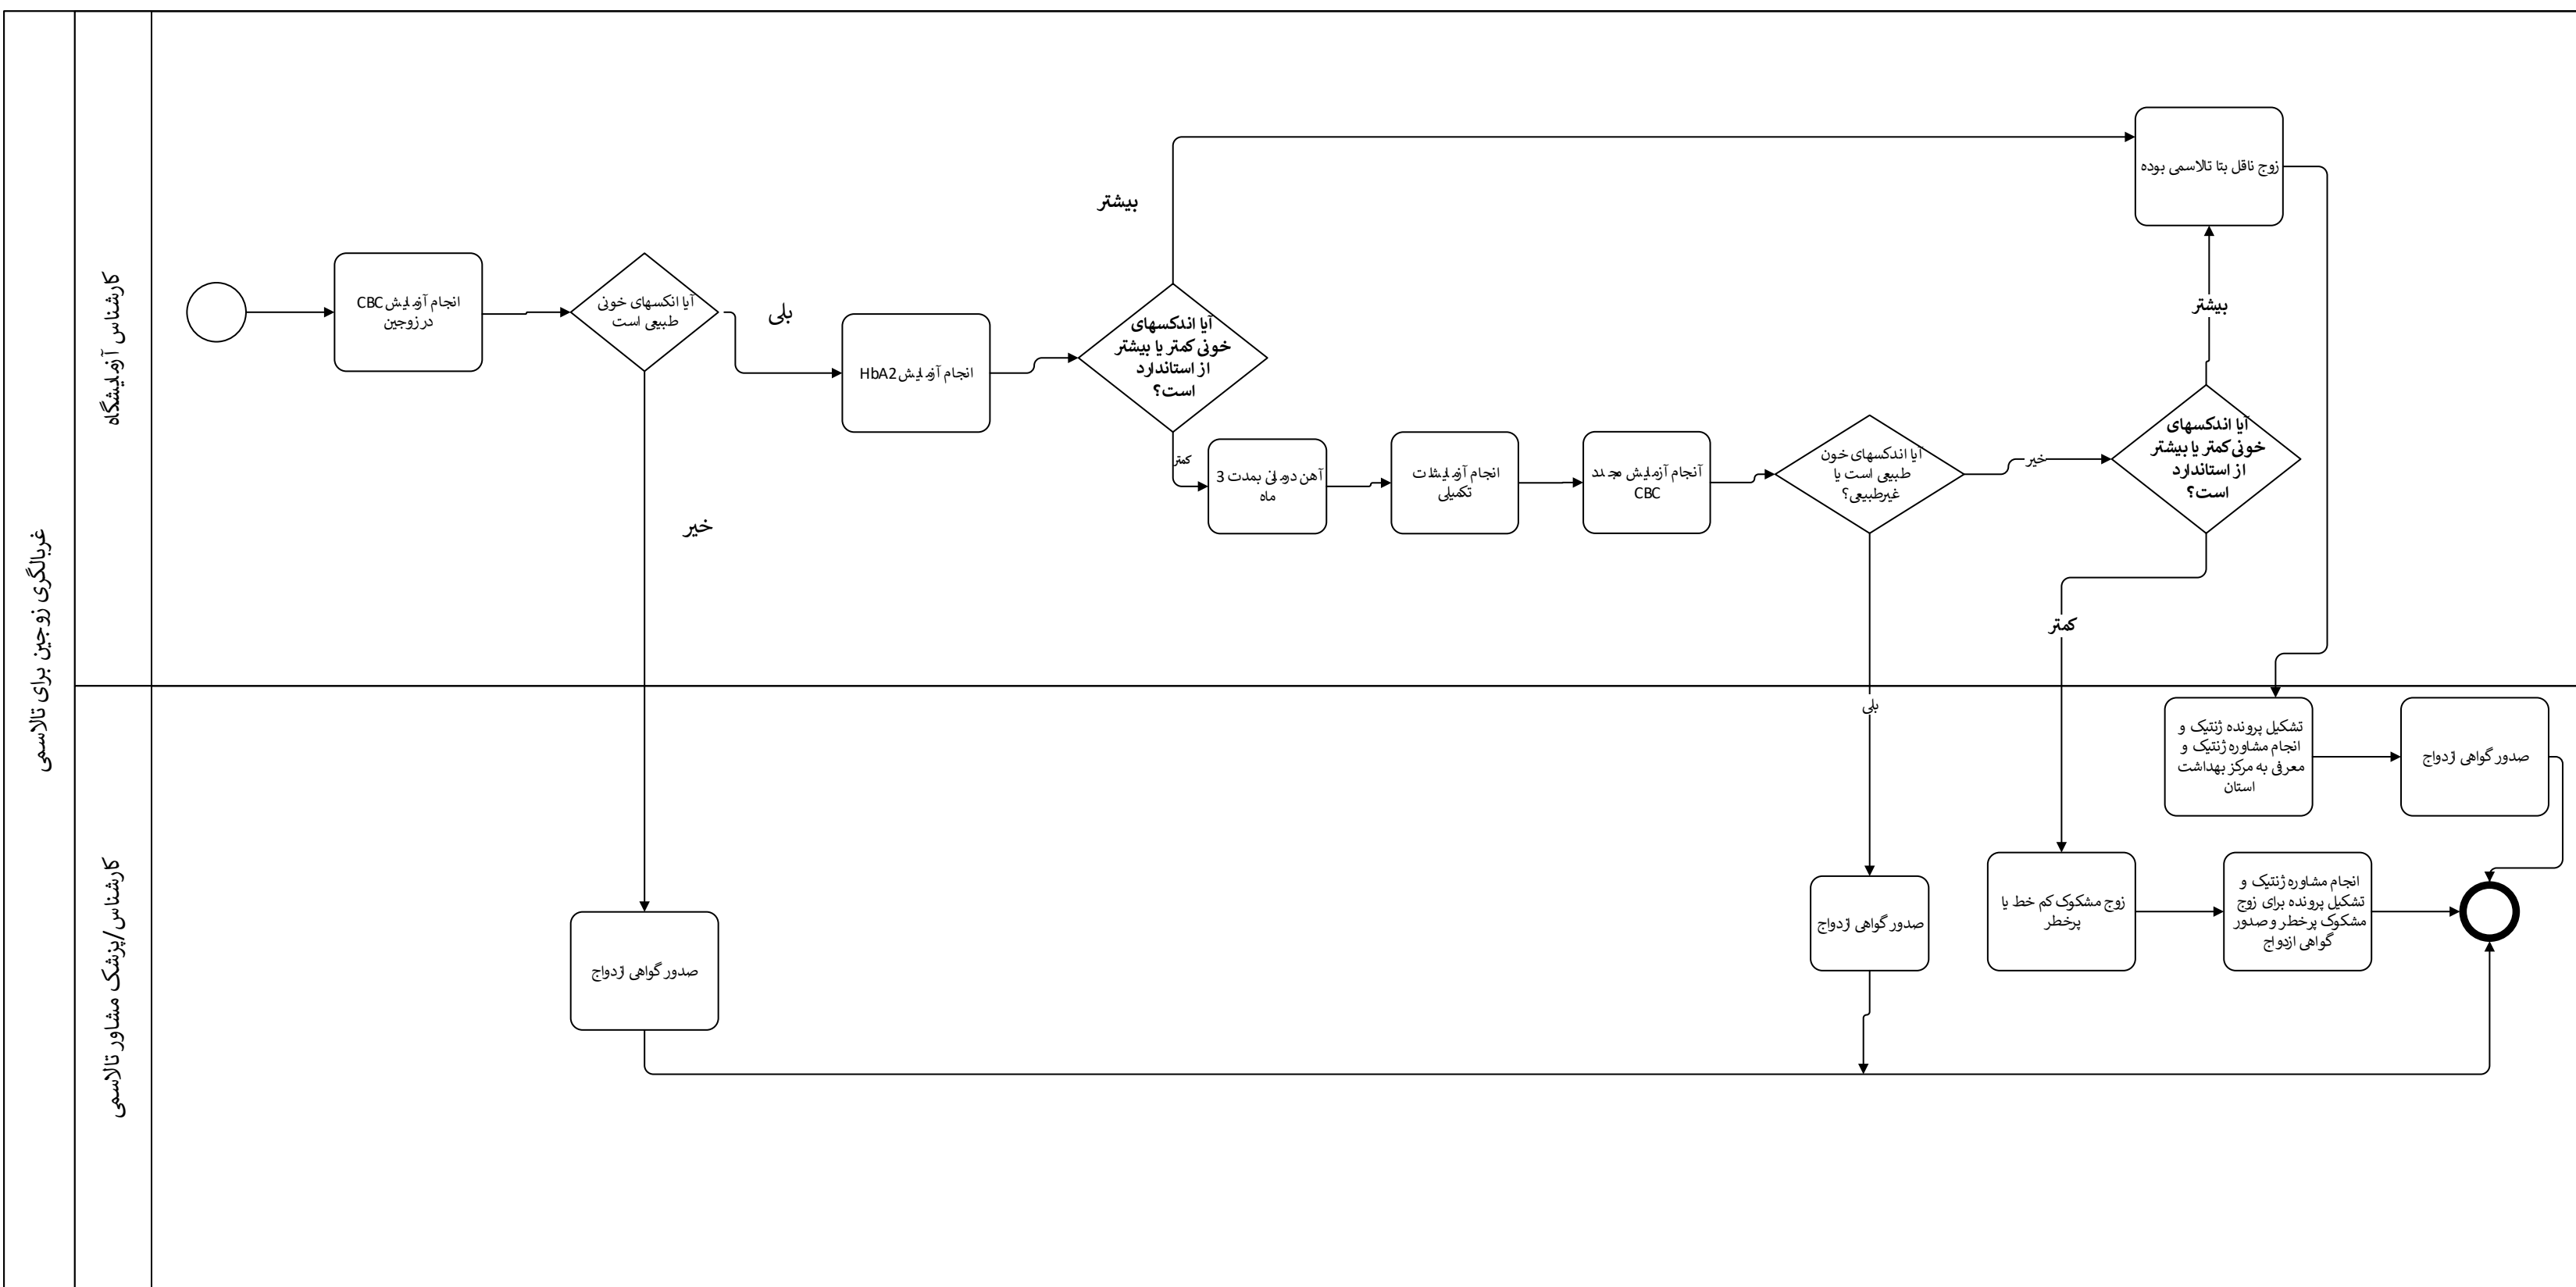 غربالگری زوجین برای تالاسمی
کارشناس آزمایشگاه
انجام آزمایش CBC
در زوجین
آیا انکسهای خونی
طبیعی است
بلی
خیر
انجام آزمایش HbA2
آیا اندکسهای
خونی کمتر یا بیشتر
از استاندارد
است؟
بیشتر
کمتر
آهن درمانی بمدت 3
ماه
انجام آزمایشات
تکمیلی
آنجام آزمایش مجدد
CBC
آیا اندکسهای خون
طبیعی است یا
غیرطبیعی؟
خیر
بلی
آیا اندکسهای
خونی کمتر یا بیشتر
از استاندارد
است؟
بیشتر
کمتر
زوج ناقل بتا تالاسمی بوده
کارشناس/پزشک مشاور تالاسمی
صدور گواهی ازدواج
صدور گواهی ازدواج
زوج مشکوک کم خط یا
پرخطر
انجام مشاوره ژنتیک و
تشکیل پرونده برای زوج
مشکوک پرخطر و صدور
گواهی ازدواج
تشکیل پرونده ژنتیک و
انجام مشاوره ژنتیک و
معرفی به مرکز بهداشت
استان
صدور گواهی ازدواج